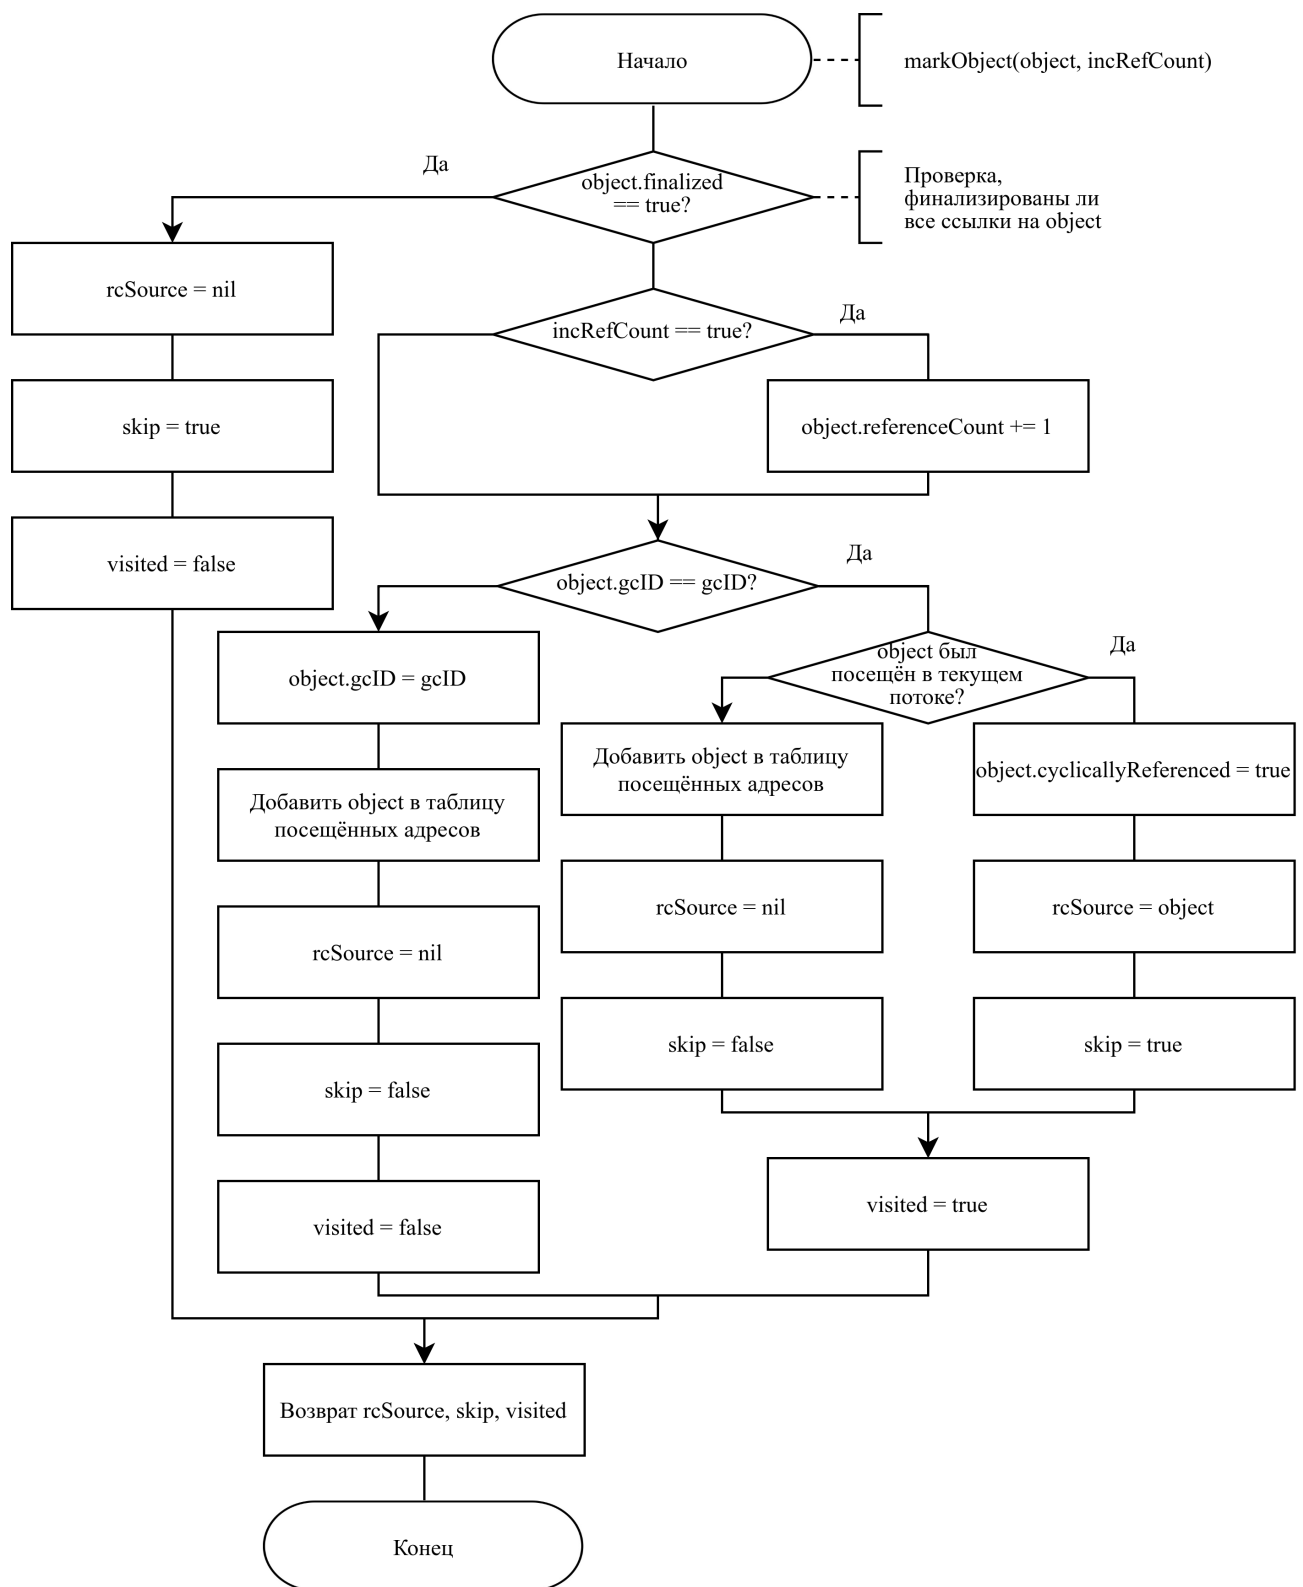 Начало
markObject(object, incRefCount)
Да
object.finalized
== true?
Проверка,
финализированы ли
все ссылки на object
rcSource = nil
incRefCount == true?
Да
skip = true
object.referenceCount += 1
visited = false
object.gcID == gcID?
Да
object.gcID = gcID
object был
посещён в текущем
потоке?
Да
Добавить object в таблицу
посещённых адресов
object.cyclicallyReferenced = true
Добавить object в таблицу
посещённых адресов
rcSource = nil
rcSource = object
rcSource = nil
skip = false
skip = true
skip = false
visited = true
visited = false
Возврат rcSource, skip, visited
Конец